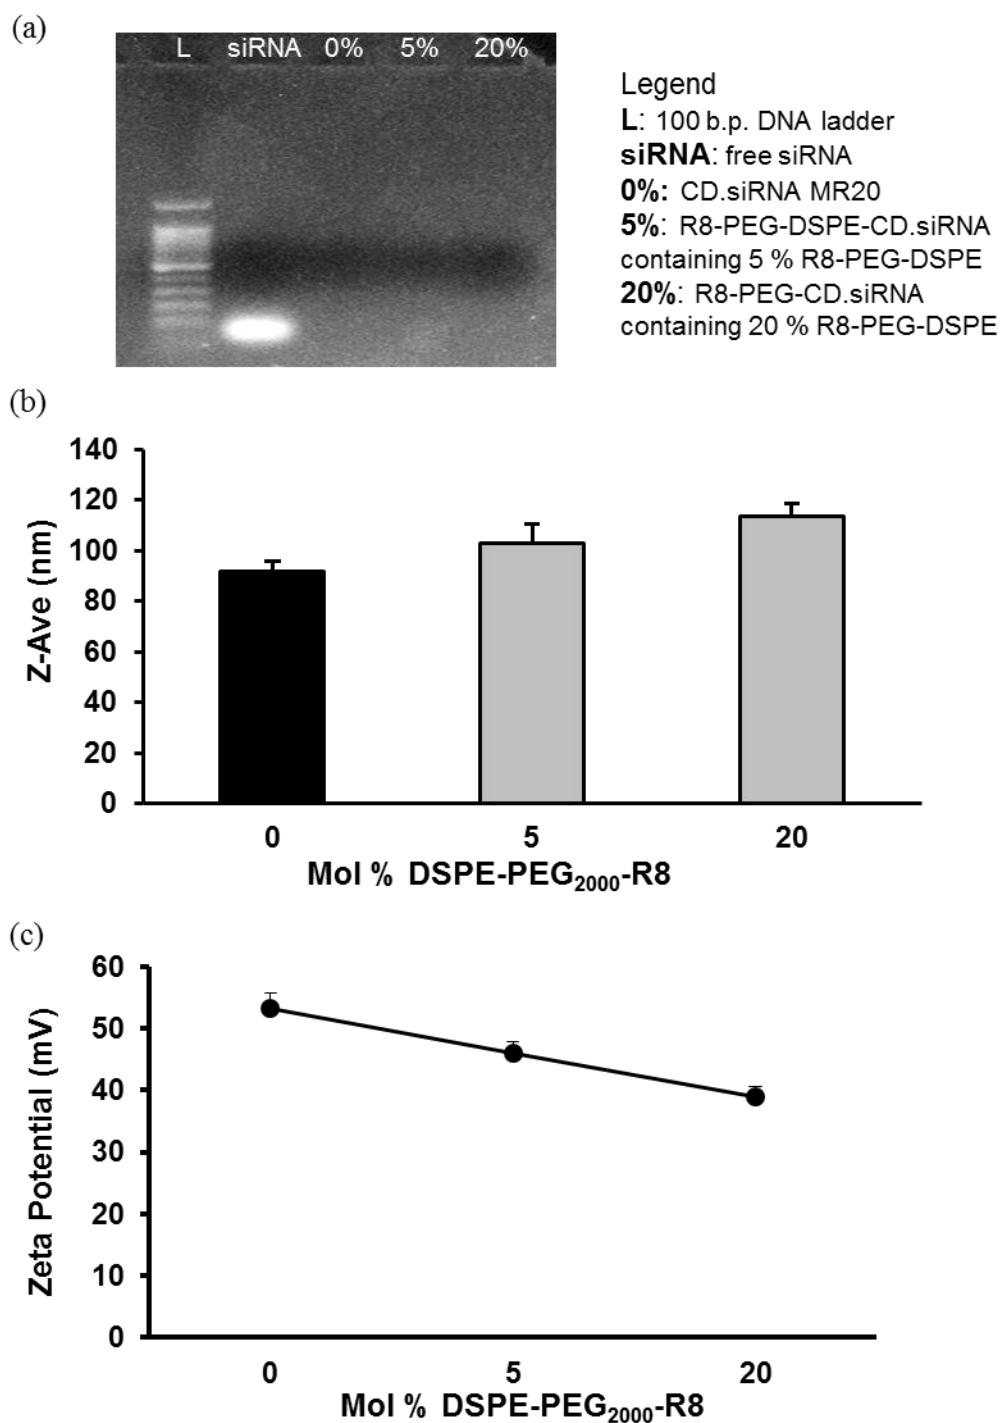 (a)
L siRNA 0% 5% 20%
Legend
L: 100 b.p. DNA ladder
siRNA: free siRNA
0%: CD.siRNA MR20
5%: R8-PEG-DSPE-CD.siRNA
containing 5 % R8-PEG-DSPE
20%: R8-PEG-CD.siRNA
containing 20 % R8-PEG-DSPE
(b)
Z-Ave (nm)
140
120
100
80
60
40
20
0
0 5 20
Mol % DSPE-PEG2000-R8
(c)
Zeta Potential (mV)
60
50
40
30
20
10
0
0 5 20
Mol % DSPE-PEG2000-R8